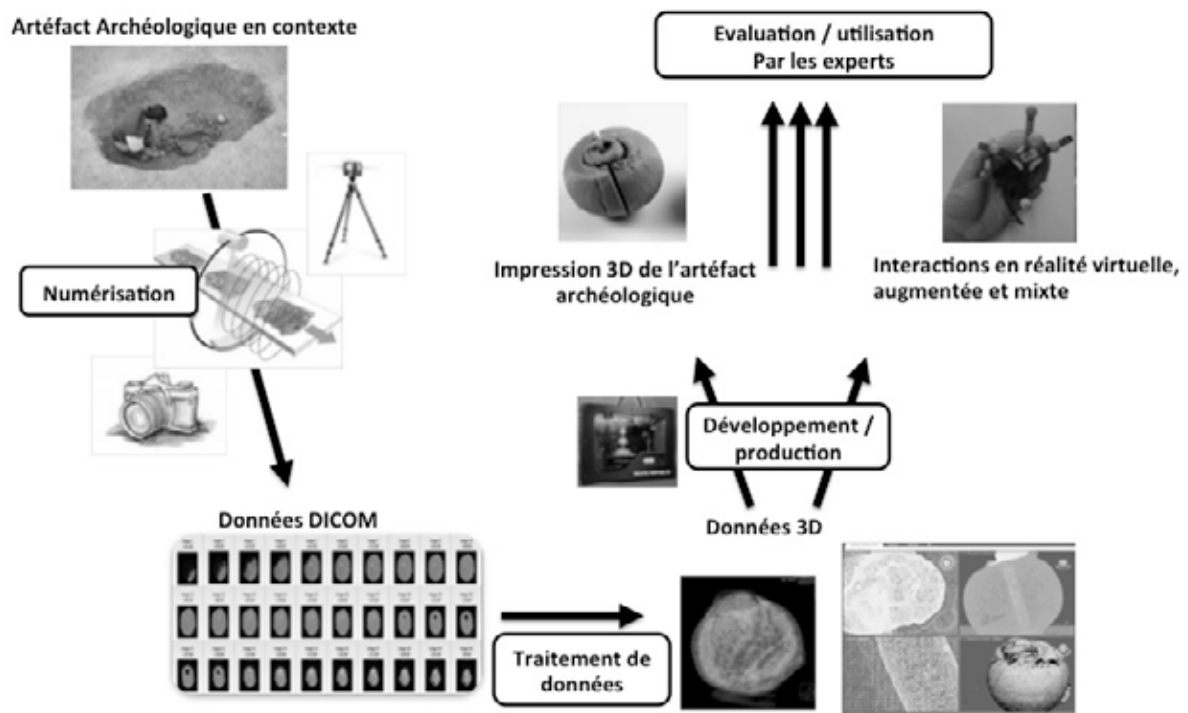 Artéfact Archéologique en contexte
Numérisation
Données DICOM
Traitement de
données
Données 3D
Développement /
production
Impression 3D de l'artéfact
archéologique
Interactions en réalité virtuelle,
augmentée et mixte
Evaluation / utilisation
Par les experts